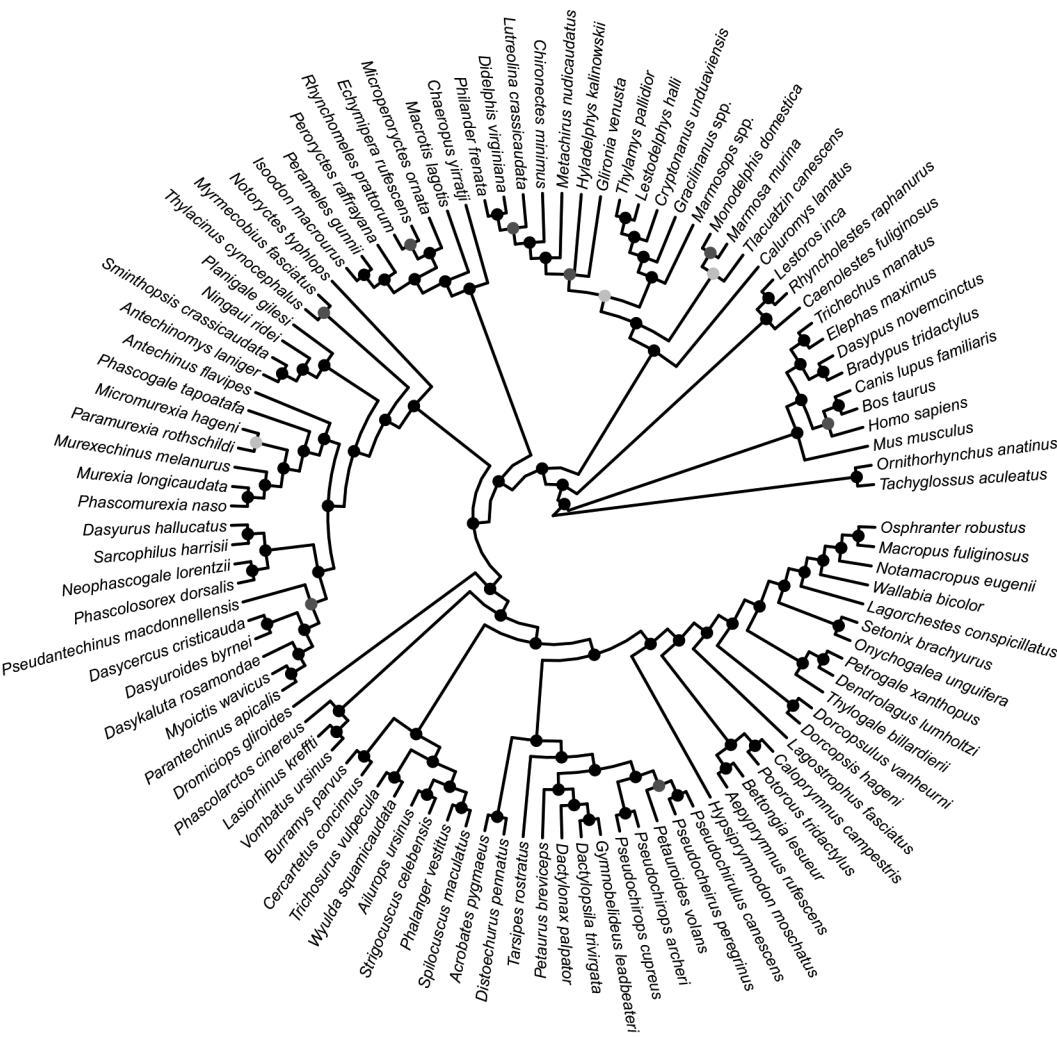 Osphranter robustus
Macropus fuliginosus
Notamacropus eugenii
Wallabia bicolor
Lagorchestes conspicillatus
Setonix brachyurus
Onychogalea unguifera
Petrogale xanthopus
Dendrolagus lumholtzi
Thylogale billardierii
Dorcopsulus vanheurni
Dorcopsis hageni
Lagostrophus fasciatus
Caloprymnus campestris
Potorous tridactylus
Bettongia lesueur
Aepyprymnus rufescens
Hypsiprymnodon moschatus
Pseudochirulus canescens
Pseudocheirus peregrinus
Petauroides volans
Pseudochirops archeri
Pseudochirops cupreus
Gymnobelideus leadbeateri
Dactylopsila trivirgata
Dactylonax palpator
Petaurus breviceps
Tarsipes rostratus
Distoechurus pennatus
Acrobates pygmaeus
Spilocuscus maculatus
Phalanger vestitus
Strigocuscus celebensis
Ailurops ursinus
Wyulda squamicaudata
Trichosurus vulpecula
Cercartetus concinnus
Burramys parvus
Vombatus ursinus
Lasiorhinus krefftii
Phascolarctos cinereus
Dromiciops gliroides
Parantechinus apicalis
Myoictis wavicus
Dasykaluta rosamondae
Dasyuroides byrnei
Dasycercus cristicauda
Pseudantechinus macdonnellensis
Phascolosorex dorsalis
Neophascogale lorentzii
Sarcophilus harrisii
Dasyurus hallucatus
Phascomurexia naso
Murexia longicaudata
Murexechinus melanurus
Paramurexia rothschildi
Micromurexia hageni
Phascogale tapoatafa
Antechinus flavipes
Antechinomys laniger
Sminthopsis crassicaudata
Ningaui ridei
Planigale gilesi
Thylacinus cynocephalus
Myrmecobius fasciatus
Notoryctes typhlops
Isoodon macrourus
Perameles gunnii
Peroryctes raffrayana
Rhynchomeles prattorum
Echymipera rufescens
Microperoryctes ornata
Macrotis lagotis
Chaeropus yirratji
Philander frenata
Didelphis virginiana
Lutreolina crassicaudata
Chironectes minimus
Metachirus nudicaudatus
Hyladelphys kalinowskii
Glironia venusta
Thylamys pallidior
Lestodelphys halli
Cryptonanus unduaviensis
Gracilinanus spp.
Marmosops spp.
Monodelphis domestica
Marmosa murina
Tlacuatzin canescens
Caluromys lanatus
Lestoros inca
Rhyncholestes raphanurus
Caenolestes fuliginosus
Trichechus manatus
Elephas maximus
Dasypus novemcinctus
Bradypus tridactylus
Canis lupus familiaris
Bos taurus
Homo sapiens
Mus musculus
Ornithorhynchus anatinus
Tachyglossus aculeatus